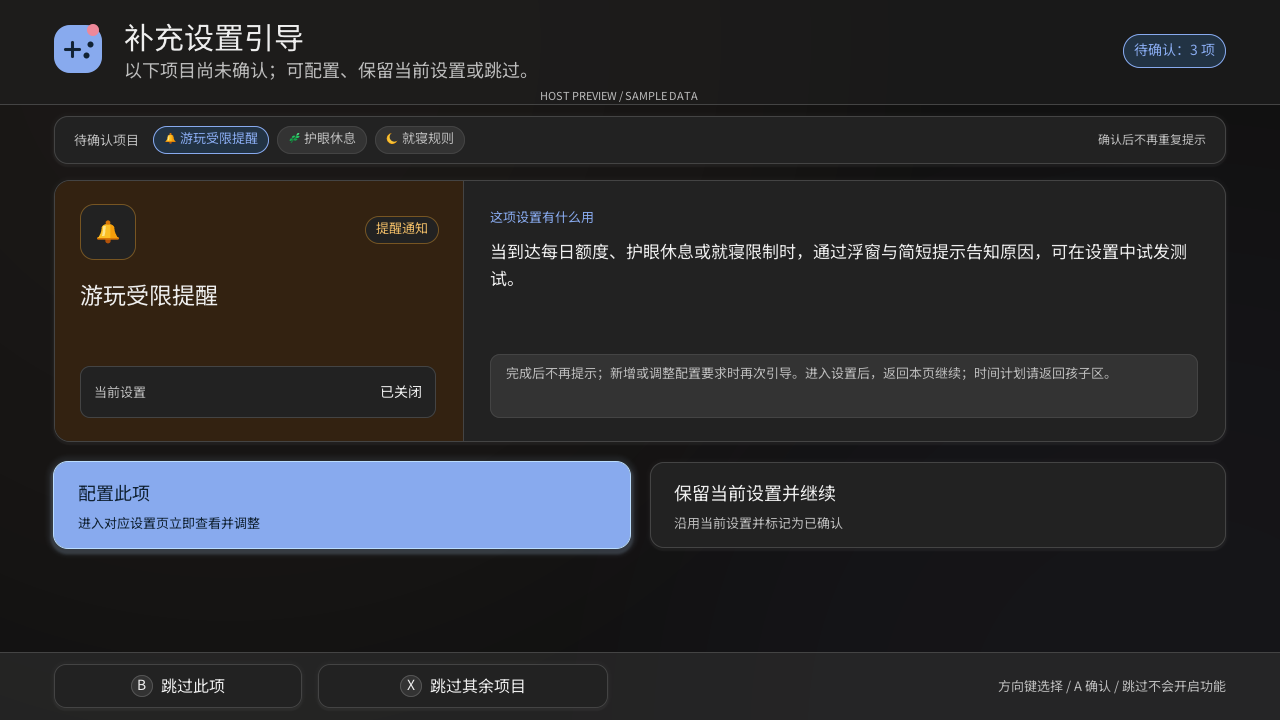 补充设置引导
以下项目尚未确认；可配置、保留当前设置或跳过。
待确认：3 项
HOST PREVIEW / SAMPLE DATA
待确认项目
游玩受限提醒
护眼休息
就寝规则
确认后不再重复提示
提醒通知
游玩受限提醒
当前设置
已关闭
这项设置有什么用
当到达每日额度、护眼休息或就寝限制时，通过浮窗与简短提示告知原因，可在设置中试发测
试。
完成后不再提示；新增或调整配置要求时再次引导。进入设置后，返回本页继续；时间计划请返回孩子区。
配置此项
进入对应设置页立即查看并调整
保留当前设置并继续
沿用当前设置并标记为已确认
B 跳过此项
X 跳过其余项目
方向键选择 / A 确认 / 跳过不会开启功能